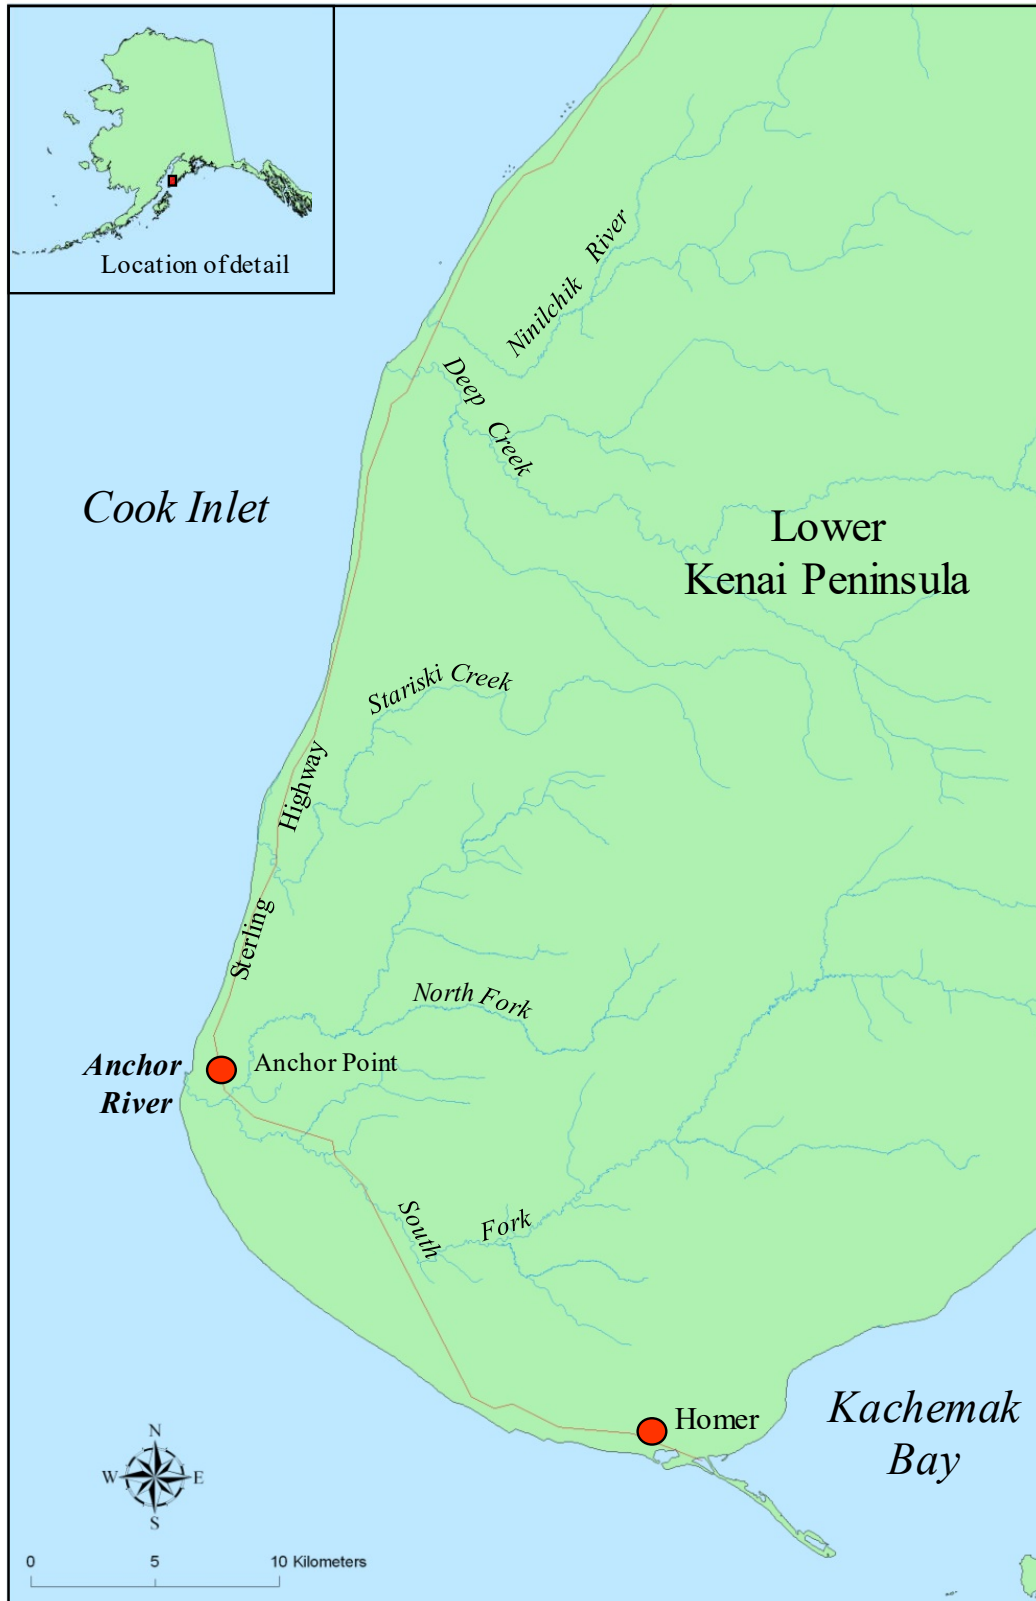 Location of detail
Ninilchik River
Deep Creek
Cook Inlet
Lower
Kenai Peninsula
Stariski Creek
Sterling Highway
North Fork
Anchor
River
Anchor Point
South Fork
Homer
Kachemak
Bay
N
W E
S
0 5 10 Kilometers